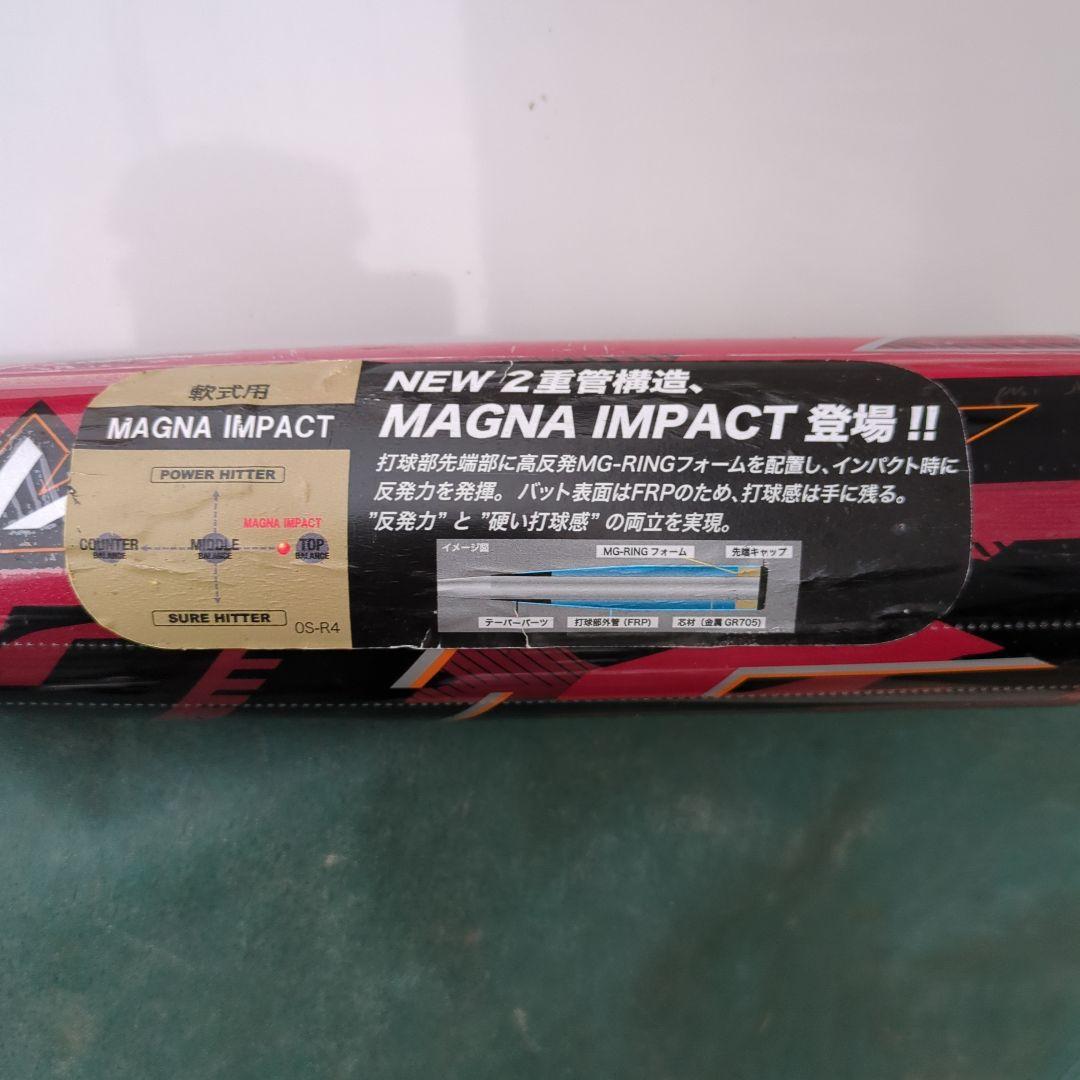 軟式用
MAGNA IMPACT
POWER HITTER
MAGNA IMPACT
COUNTER BALANCE
MIDDLE BALANCE
TOP BALANCE
SURE HITTER
OS-R4
NEW 2重管構造、
MAGNA IMPACT 登場!!
打球部先端部に高反発MG-RINGフォームを配置し、インパクト時に
反発力を発揮。バット表面はFRPのため、打球感は手に残る。
"反発力" と "硬い打球感" の両立を実現。
イメージ図
MG-RING フォーム
先端キャップ
テーパーパーツ
打球部外管(FRP)
芯材(金属 GR705)